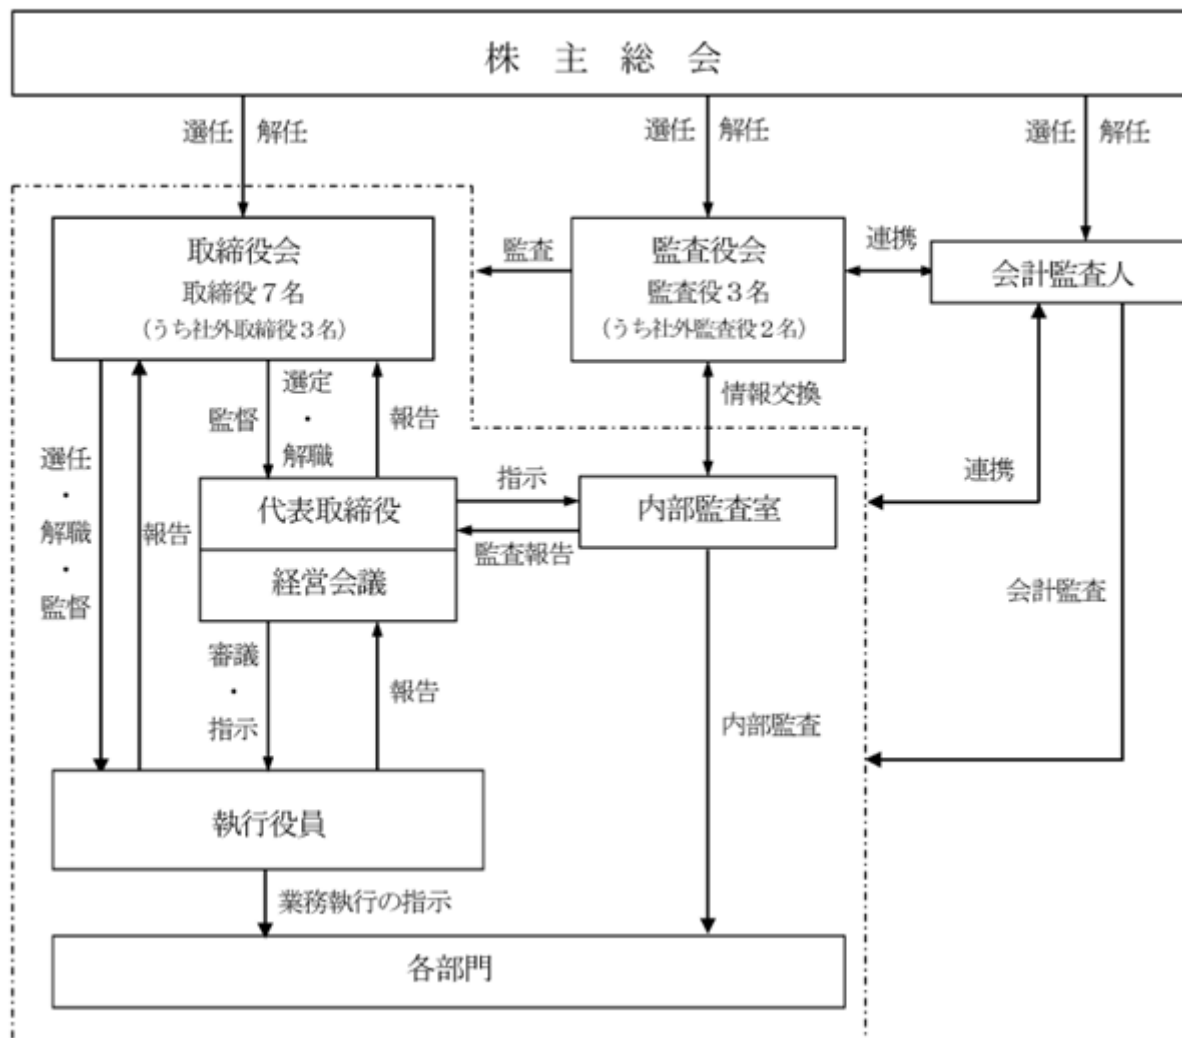 株主総会
選任 解任
選任 解任
選任 解任
取締役会
取締役7名
(うち社外取締役3名)
監査
監査役会
監査役3名
(うち社外監査役2名)
連携
会計監査人
選任・解職・監督
報告
監督
選定・解職
報告
情報交換
連携
代表取締役
経営会議
指示
監査報告
内部監査室
会計監査
審議・指示
報告
内部監査
執行役員
業務執行の指示
各部門